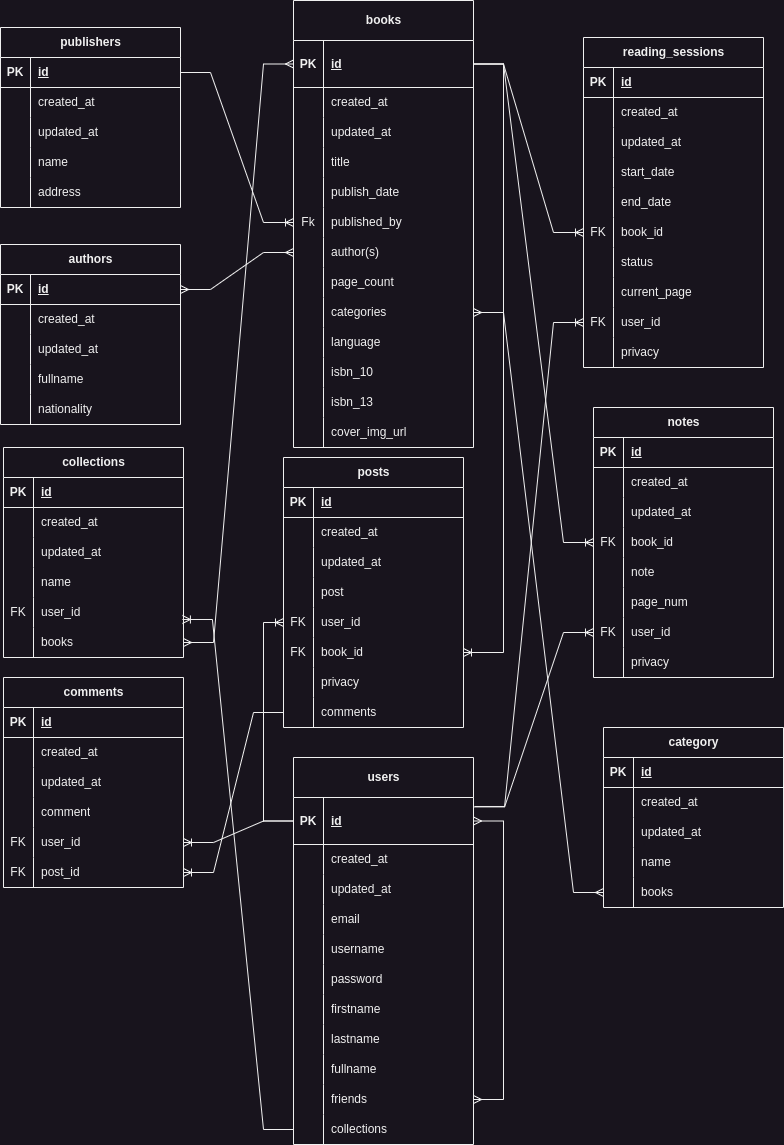 publishers
PK id
created_at
updated_at
name
address
authors
PK id
created_at
updated_at
fullname
nationality
collections
PK id
created_at
updated_at
name
FK user_id
books
comments
PK id
created_at
updated_at
comment
FK user_id
FK post_id
books
PK id
created_at
updated_at
title
publish_date
Fk published_by
author(s)
page_count
categories
language
isbn_10
isbn_13
cover_img_url
posts
PK id
created_at
updated_at
post
FK user_id
FK book_id
privacy
comments
users
PK id
created_at
updated_at
email
username
password
firstname
lastname
fullname
friends
collections
reading_sessions
PK id
created_at
updated_at
start_date
end_date
FK book_id
status
current_page
FK user_id
privacy
notes
PK id
created_at
updated_at
FK book_id
note
page_num
FK user_id
privacy
category
PK id
created_at
updated_at
name
books